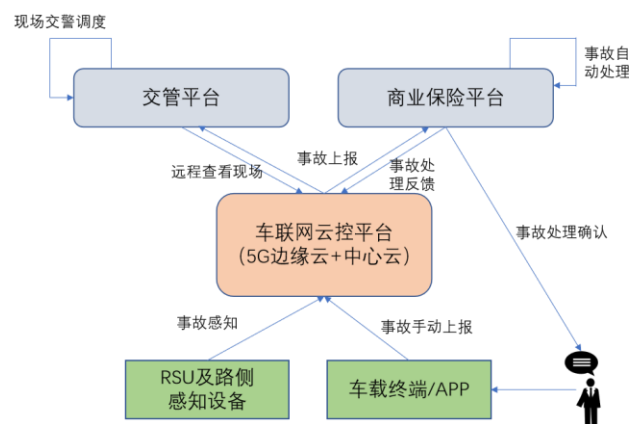 现场交警调度
事故自
动处理
交管平台
商业保险平台
事故上报
远程查看现场
事故处
理反馈
车联网云控平台
（5G边缘云+中心云）
事故处理确认
事故感知
事故手动上报
RSU及路侧
感知设备
车载终端/APP